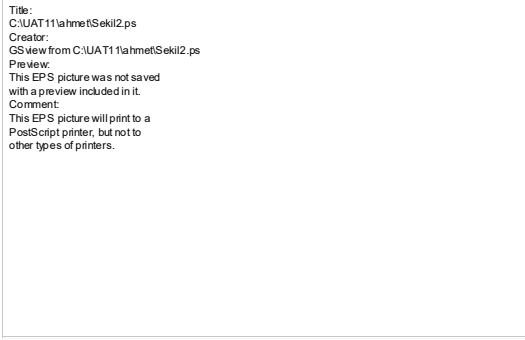 Title:
C:\UAT11\ahmet\Sekil2.ps
Creator:
GSview from C:\UAT11\ahmet\Sekil2.ps
Preview:
This EPS picture was not saved
with a preview included in it.
Comment:
This EPS picture will print to a
PostScript printer, but not to
other types of printers.